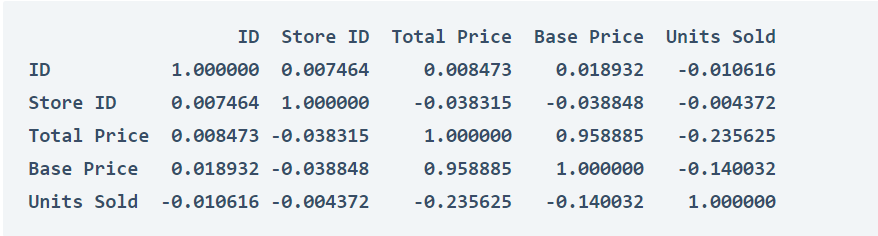 ID Store ID Total Price Base Price Units Sold
ID 1.000000 0.007464 0.008473 0.018932 -0.010616
Store ID 0.007464 1.000000 -0.038315 -0.038848 -0.004372
Total Price 0.008473 -0.038315 1.000000 0.958885 -0.235625
Base Price 0.018932 -0.038848 0.958885 1.000000 -0.140032
Units Sold -0.010616 -0.004372 -0.235625 -0.140032 1.000000